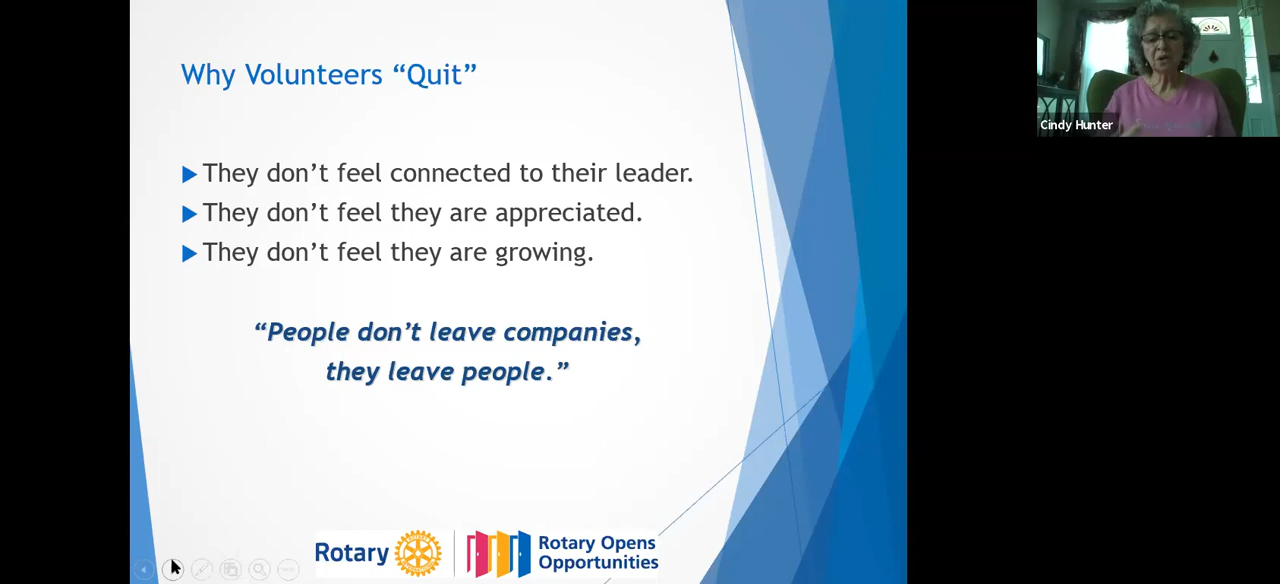 Why Volunteers “Quit”
They don’t feel connected to their leader.
They don’t feel they are appreciated.
They don’t feel they are growing.
“People don’t leave companies,
they leave people.”
Rotary
Rotary Opens
Opportunities
Cindy Hunter